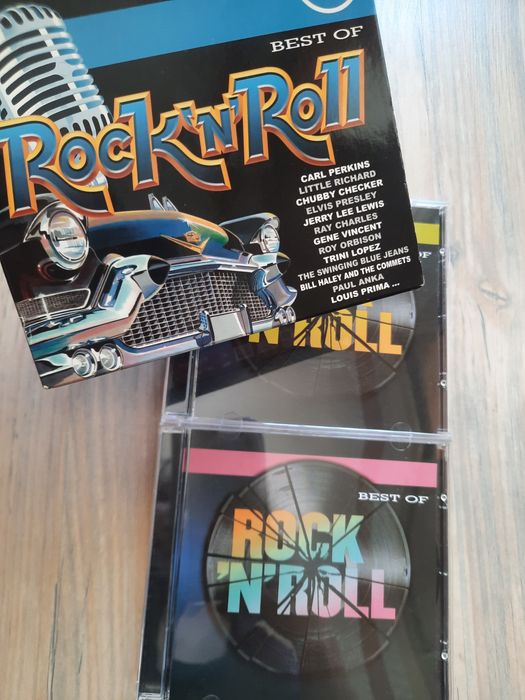 BEST OF
ROCK'N'ROLL
CARL PERKINS
LITTLE RICHARD
CHUBBY CHECKER
ELVIS PRESLEY
JERRY LEE LEWIS
RAY CHARLES
GENE VINCENT
ROY ORBISON
TRINI LOPEZ
THE SWINGING BLUE JEANS
BILL HALEY AND THE COMMETS
PAUL ANKA
LOUIS PRIMA ...
OF
'N'ROLL
BEST OF
ROCK
'N'ROLL